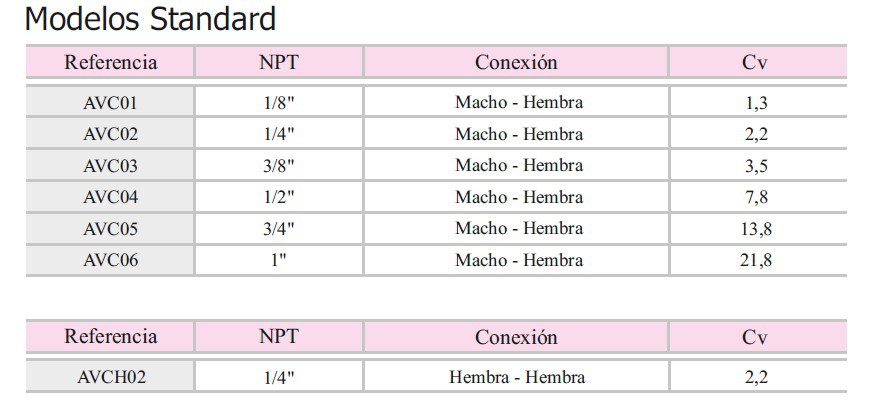 Modelos Standard
Referencia NPT Conexión Cv
AVC01 1/8" Macho - Hembra 1,3
AVC02 1/4" Macho - Hembra 2,2
AVC03 3/8" Macho - Hembra 3,5
AVC04 1/2" Macho - Hembra 7,8
AVC05 3/4" Macho - Hembra 13,8
AVC06 1" Macho - Hembra 21,8
Referencia NPT Conexión Cv
AVCH02 1/4" Hembra - Hembra 2,2